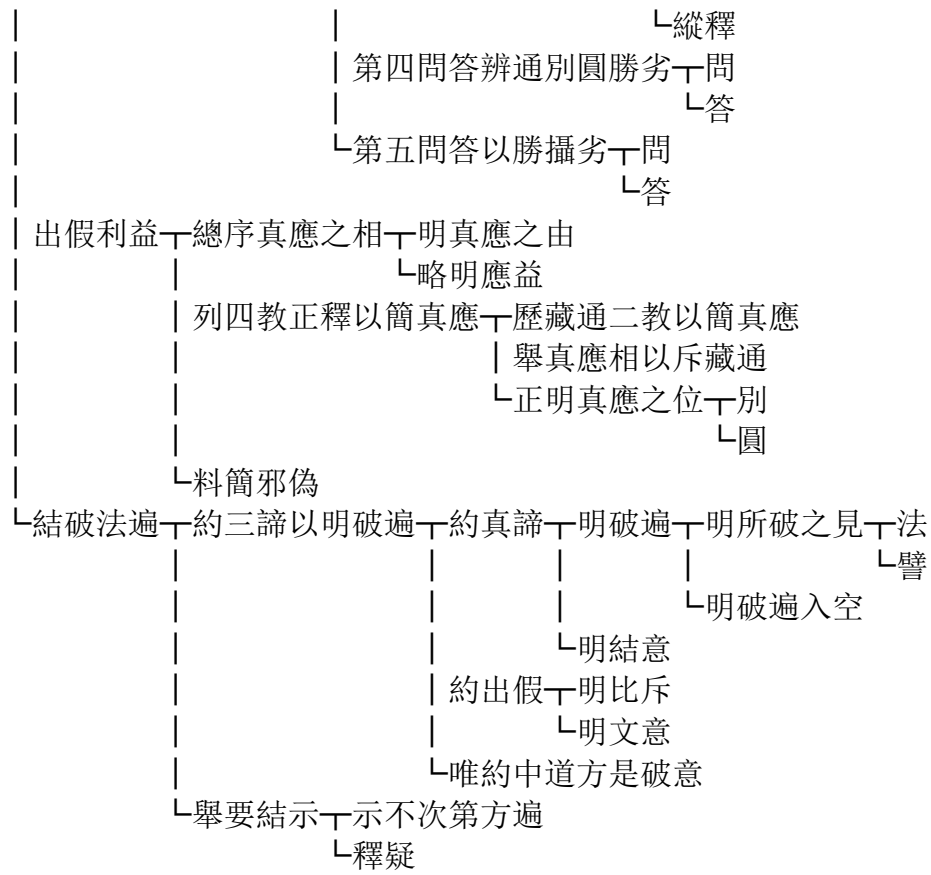 │　　　　　　　　│　　　　　　　　　└縱釋
│　　　　　　　　│第四問答辨通別圓勝劣┬問
│　　　　　　　　│　　　　　　　　　　└答
│　　　　　　　　└第五問答以勝攝劣┬問
│　　　　　　　　　　　　　　　　　└答
│出假利益┬總序真應之相┬明真應之由
│　　　　│　　　　　　└略明應益
│　　　　│列四教正釋以簡真應┬歷藏通二教以簡真應
│　　　　│　　　　　　　　　│舉真應相以斥藏通
│　　　　│　　　　　　　　　└正明真應之位┬別
│　　　　│　　　　　　　　　　　　　　　　└圓
│　　　　└料簡邪偽
└結破法遍┬約三諦以明破遍┬約真諦┬明破遍┬明所破之見┬法
　　　　　│　　　　　　　│　　　│　　　│　　　　　└譬
　　　　　│　　　　　　　│　　　│　　　└明破遍入空
　　　　　│　　　　　　　│　　　└明結意
　　　　　│　　　　　　　│約出假┬明比斥
　　　　　│　　　　　　　│　　　└明文意
　　　　　│　　　　　　　└唯約中道方是破意
　　　　　└舉要結示┬示不次第方遍
　　　　　　　　　　└釋疑